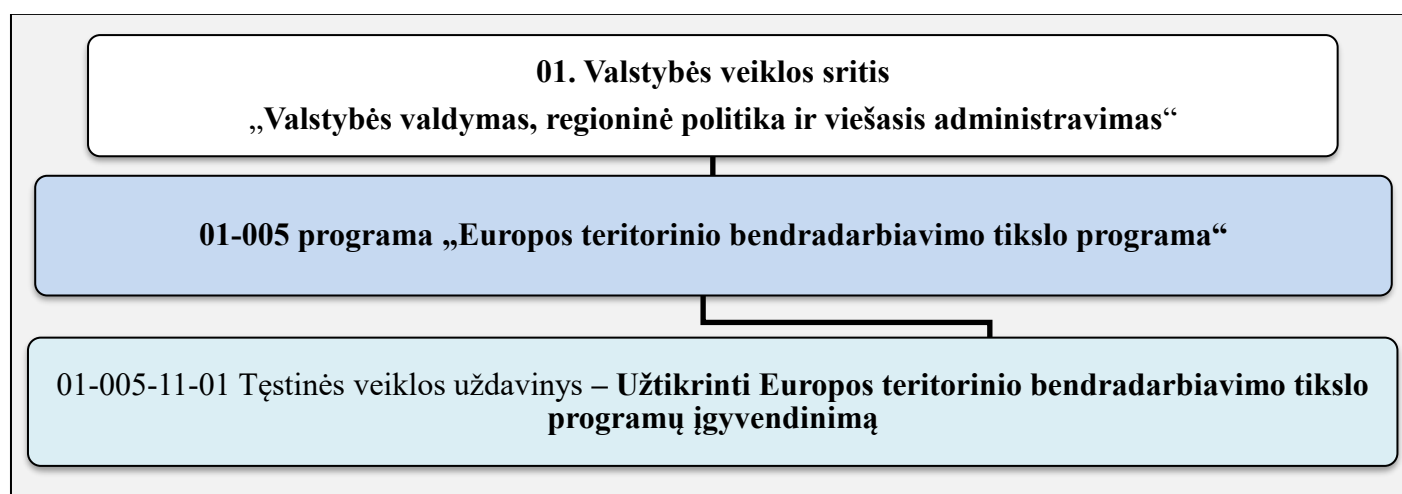 01. Valstybės veiklos sritis
„Valstybės valdymas, regioninė politika ir viešasis administravimas“
01-005 programa „Europos teritorinio bendradarbiavimo tikslo programa“
01-005-11-01 Tęstinės veiklos uždavinys – Užtikrinti Europos teritorinio bendradarbiavimo tikslo
programų įgyvendinimą